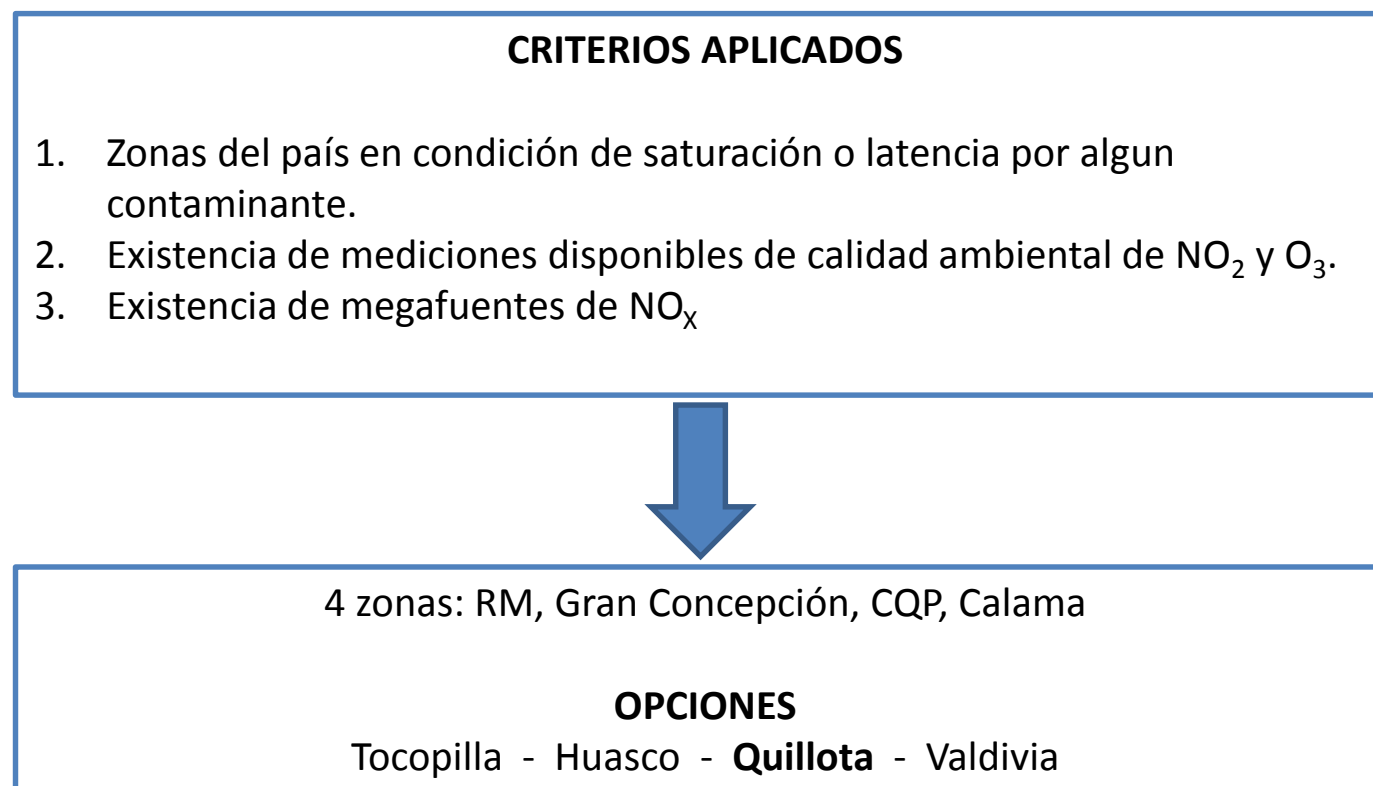 CRITERIOS APLICADOS
1. Zonas del país en condición de saturación o latencia por algun
contaminante.
2. Existencia de mediciones disponibles de calidad ambiental de NO₂ y O₃.
3. Existencia de megafuentes de NOX
4 zonas: RM, Gran Concepción, CQP, Calama
OPCIONES
Tocopilla - Huasco - Quillota - Valdivia